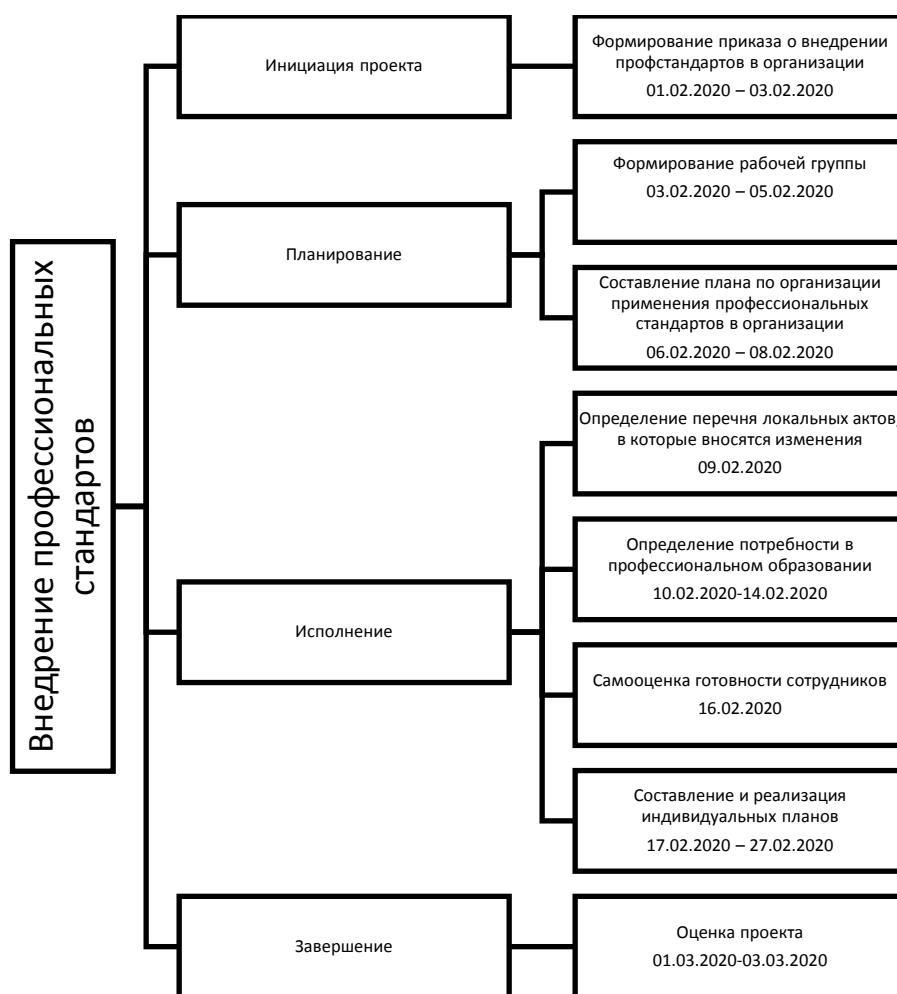 Внедрение профессиональных
стандартов
Инициация проекта
Формирование приказа о внедрении
профстандартов в организации
01.02.2020 – 03.02.2020
Планирование
Формирование рабочей группы
03.02.2020 – 05.02.2020
Составление плана по организации
применения профессиональных
стандартов в организации
06.02.2020 – 08.02.2020
Исполнение
Определение перечня локальных актов,
в которые вносятся изменения
09.02.2020
Определение потребности в
профессиональном образовании
10.02.2020-14.02.2020
Самооценка готовности сотрудников
16.02.2020
Составление и реализация
индивидуальных планов
17.02.2020 – 27.02.2020
Завершение
Оценка проекта
01.03.2020-03.03.2020